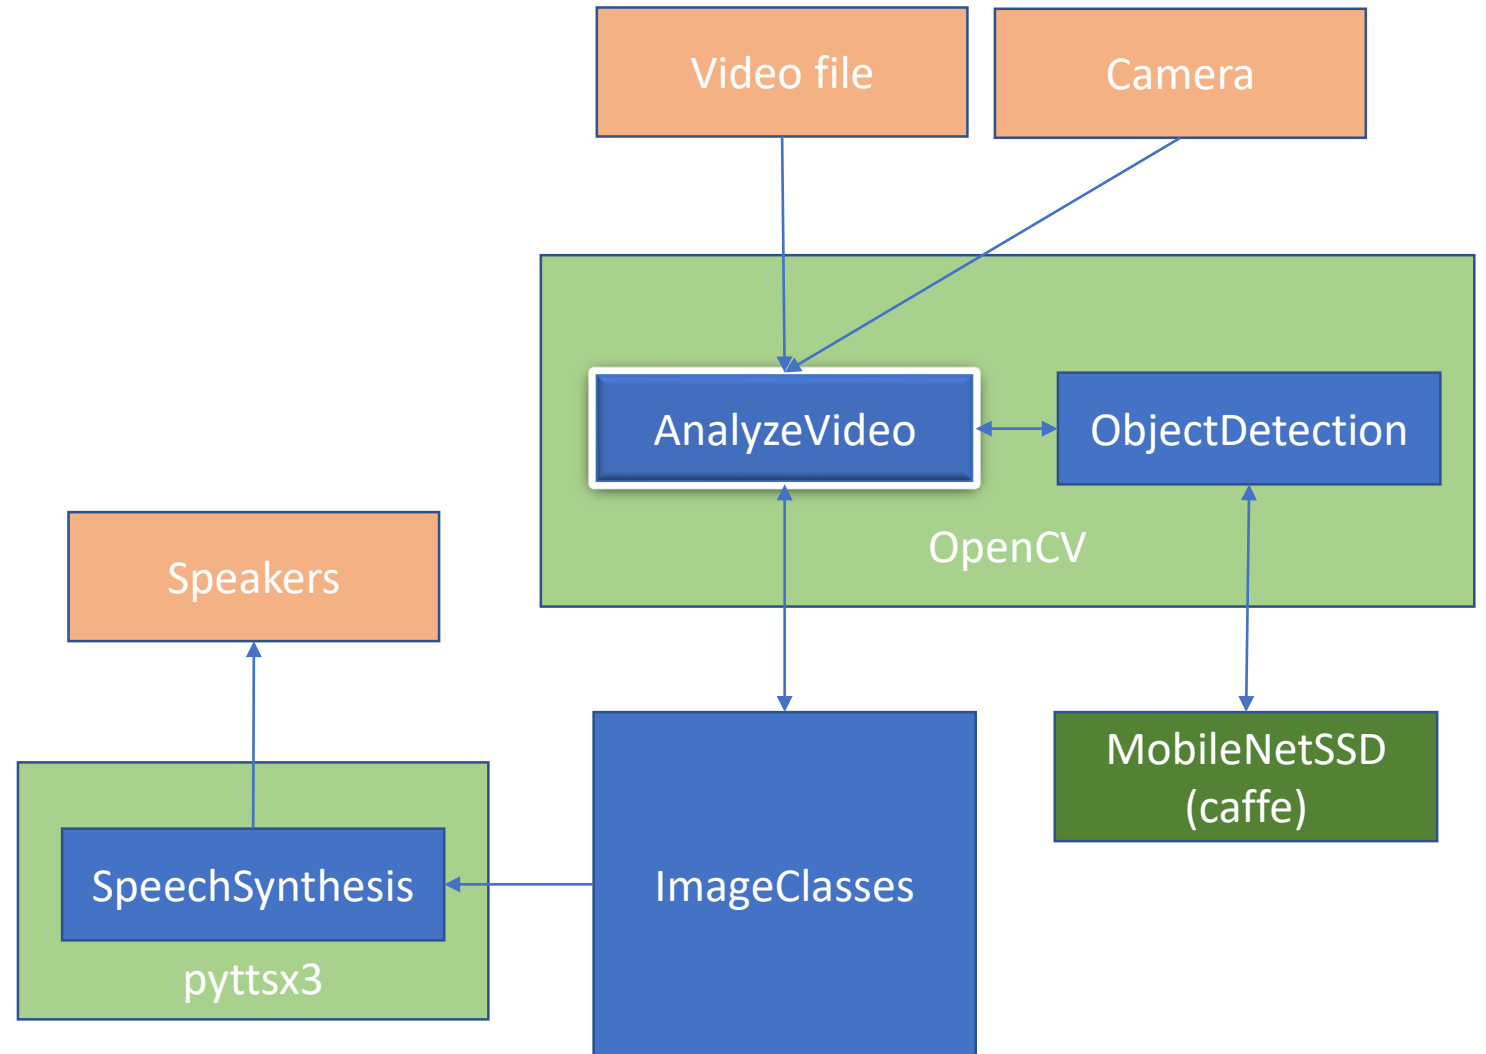 Video file
Camera
AnalyzeVideo
ObjectDetection
OpenCV
Speakers
MobileNetSSD
(caffe)
SpeechSynthesis
ImageClasses
pyttsx3